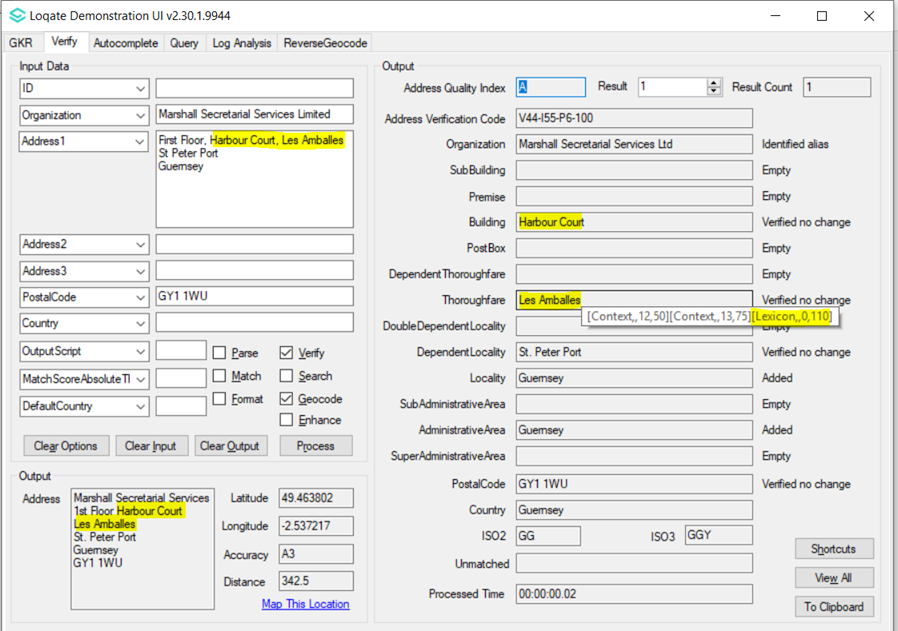 Loqate Demonstration UI v2.30.1.9944
GKR Verify Autocomplete Query Log Analysis ReverseGeocode
Input Data
ID
Organization Marshall Secretarial Services Limited
Address1 First Floor, Harbour Court, Les Amballes
St Peter Port
Guernsey
Address2
Address3
PostalCode GY1 1WU
Country
OutputScript Parse Verify
MatchScoreAbsoluteTl Match Search
DefaultCountry Format Geocode
Enhance
Clear Options Clear Input Clear Output Process
Output
Address Marshall Secretarial Services
1st Floor Harbour Court
Les Amballes
St. Peter Port
Guernsey
GY1 1WU
Latitude 49.463802
Longitude -2.537217
Accuracy A3
Distance 342.5
Map This Location
Output
Address Quality Index A Result 1 Result Count 1
Address Verification Code V44-I55-P6-100
Organization Marshall Secretarial Services Ltd Identified alias
SubBuilding Empty
Premise Empty
Building Harbour Court Verified no change
PostBox Empty
DependentThoroughfare Empty
Thoroughfare Les Amballes Verified no change
[Context,,12,50][Context,,13,75][Lexicon,,0,110]
DoubleDependentLocality
DependentLocality St. Peter Port Verified no change
Locality Guernsey Added
SubAdministrativeArea Empty
AdministrativeArea Guernsey Added
SuperAdministrativeArea Empty
PostalCode GY1 1WU Verified no change
Country Guernsey
ISO2 GG ISO3 GGY
Unmatched
Processed Time 00:00:00.02
Shortcuts
View All
To Clipboard